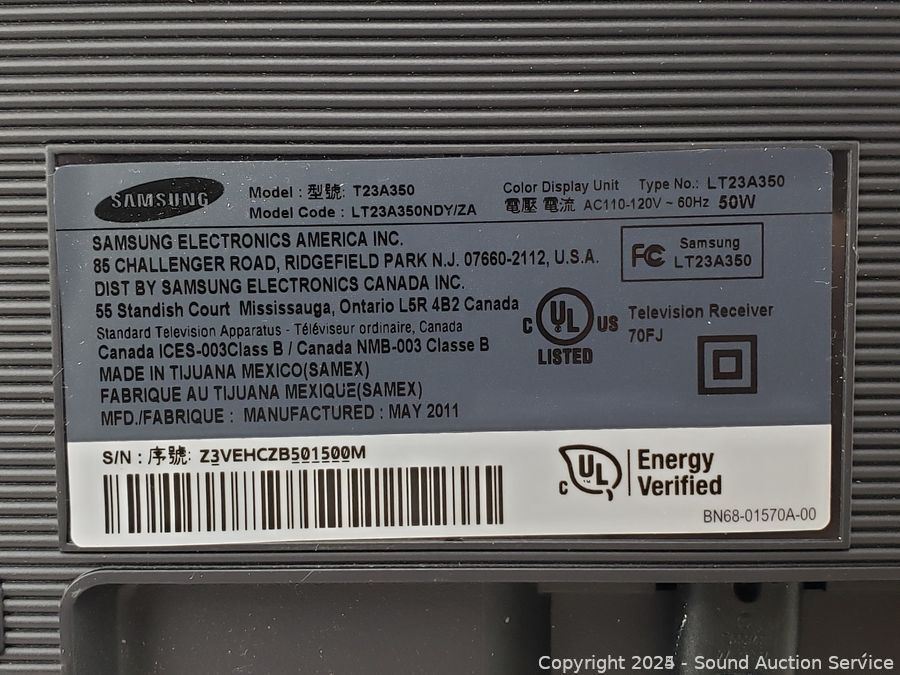 SAMSUNG
Model : 型號: T23A350
Model Code : LT23A350NDY/ZA
Color Display Unit Type No.: LT23A350
電壓 電流 AC110-120V ~ 60Hz 50W
SAMSUNG ELECTRONICS AMERICA INC.
85 CHALLENGER ROAD, RIDGEFIELD PARK N.J. 07660-2112, U.S.A.
DIST BY SAMSUNG ELECTRONICS CANADA INC.
55 Standish Court Mississauga, Ontario L5R 4B2 Canada
Standard Television Apparatus - Téléviseur ordinaire, Canada
Canada ICES-003Class B / Canada NMB-003 Classe B
MADE IN TIJUANA MEXICO(SAMEX)
FABRIQUE AU TIJUANA MEXIQUE(SAMEX)
MFD./FABRIQUE : MANUFACTURED : MAY 2011
FC Samsung
LT23A350
C UL US
LISTED
Television Receiver
70FJ
S/N : 序號: Z3VEHCZB501500M
C UL
Energy
Verified
BN68-01570A-00
Copyright - Sound Auction Service